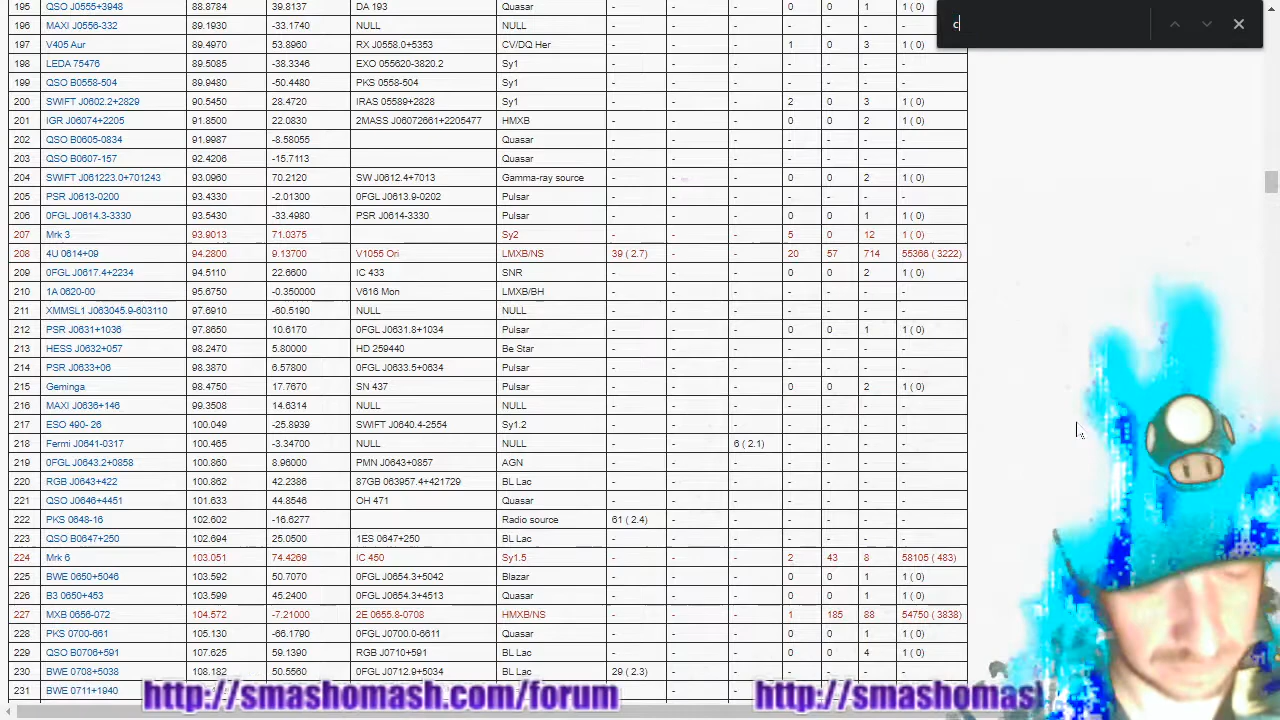 c
195 QSO J0555+3948 88.8784 39.8137 DA 193 Quasar - - - 0 0 1 1 ( 0)
196 MAXI J0556-332 89.1930 -33.1740 NULL NULL - - - - - - -
197 V405 Aur 89.4970 53.8960 RX J0558.0+5353 CV/DQ Her - - - 1 0 3 1 ( 0)
198 LEDA 75476 89.5085 -38.3346 EXO 055620-3820.2 Sy1 - - - - - - -
199 QSO B0558-504 89.9480 -50.4480 PKS 0558-504 Sy1 - - - - - - -
200 SWIFT J0602.2+2829 90.5450 28.4720 IRAS 05589+2828 Sy1 - - - 2 0 3 1 ( 0)
201 IGR J06074+2205 91.8500 22.0830 2MASS J06072661+2205477 HMXB - - - 0 0 2 1 ( 0)
202 QSO B0605-0834 91.9987 -8.58055 Quasar - - - - - - -
203 QSO B0607-157 92.4206 -15.7113 Quasar - - - - - - -
204 SWIFT J061223.0+701243 93.0960 70.2120 SW J0612.4+7013 Gamma-ray source - - - 0 0 2 1 ( 0)
205 PSR J0613-0200 93.4330 -2.01300 0FGL J0613.9-0202 Pulsar - - - - - - -
206 0FGL J0614.3-3330 93.5430 -33.4980 PSR J0614-3330 Pulsar - - - 0 0 1 1 ( 0)
207 Mrk 3 93.9013 71.0375 Sy2 - - - 5 0 12 1 ( 0)
208 4U 0614+09 94.2800 9.13700 V1055 Ori LMXB/NS 39 ( 2.7) - - 20 57 714 55366 ( 3222)
209 0FGL J0617.4+2234 94.5110 22.6600 IC 433 SNR - - - 0 0 2 1 ( 0)
210 1A 0620-00 95.6750 -0.350000 V616 Mon LMXB/BH - - - - - - -
211 XMMSL1 J063045.9-603110 97.6910 -60.5190 NULL NULL - - - - - - -
212 PSR J0631+1036 97.8650 10.6170 0FGL J0631.8+1034 Pulsar - - - 0 0 1 1 ( 0)
213 HESS J0632+057 98.2470 5.80000 HD 259440 Be Star - - - - - - -
214 PSR J0633+06 98.3870 6.57800 0FGL J0633.5+0634 Pulsar - - - - - - -
215 Geminga 98.4750 17.7670 SN 437 Pulsar - - - 0 0 2 1 ( 0)
216 MAXI J0636+146 99.3508 14.6314 NULL NULL - - - - - - -
217 ESO 490- 26 100.049 -25.8939 SWIFT J0640.4-2554 Sy1.2 - - - - - - -
218 Fermi J0641-0317 100.465 -3.34700 NULL NULL - - 6 ( 2.1) - - - -
219 0FGL J0643.2+0858 100.860 8.96000 PMN J0643+0857 AGN - - - - - - -
220 RGB J0643+422 100.862 42.2386 87GB 063957.4+421729 BL Lac - - - - - - -
221 QSO J0646+4451 101.633 44.8546 OH 471 Quasar - - - - - - -
222 PKS 0648-16 102.602 -16.6277 Radio source 61 ( 2.4) - - - - - -
223 QSO B0647+250 102.694 25.0500 1ES 0647+250 BL Lac - - - - - - -
224 Mrk 6 103.051 74.4269 IC 450 Sy1.5 - - - 2 43 8 58105 ( 483)
225 BWE 0650+5046 103.592 50.7070 0FGL J0654.3+5042 Blazar - - - 0 0 1 1 ( 0)
226 B3 0650+453 103.592 45.2400 0FGL J0654.3+4513 Quasar - - - 0 0 1 1 ( 0)
227 MXB 0656-072 104.572 -7.21000 2E 0655.8-0708 HMXB/NS - - - 1 185 88 54750 ( 3838)
228 PKS 0700-661 105.130 -66.1790 0FGL J0700.0-6611 Quasar - - - 0 0 1 1 ( 0)
229 QSO B0706+591 107.625 59.1390 RGB J0710+591 BL Lac - - - 0 0 4 1 ( 0)
230 BWE 0708+5038 108.182 50.5560 0FGL J0712.9+5034 BL Lac 29 ( 2.3) - - - - - -
231 BWE 0711+1940 - - - - - -
http://smashomash.com/forum http://smashomasl